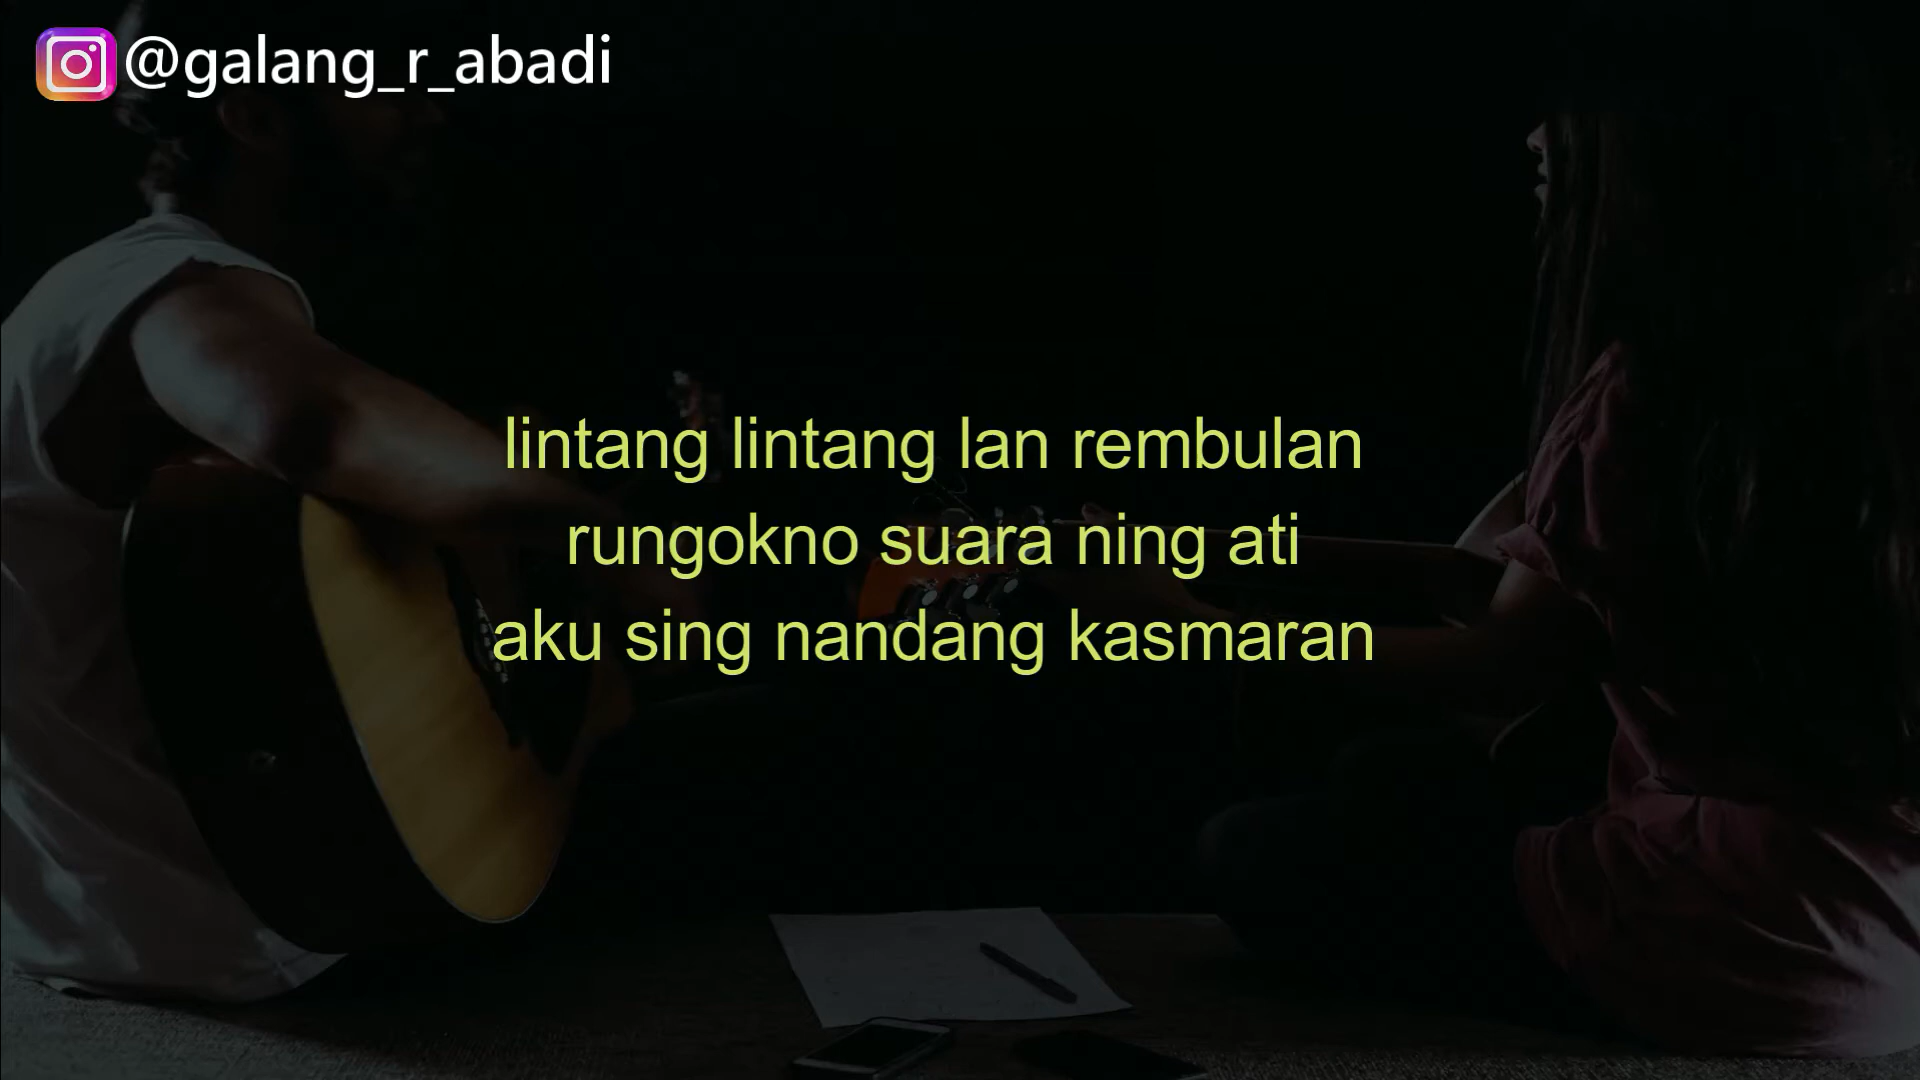 @galang_r_abadi
lintang lintang lan rembulan
rungokno suara ning ati
aku sing nandang kasmaran